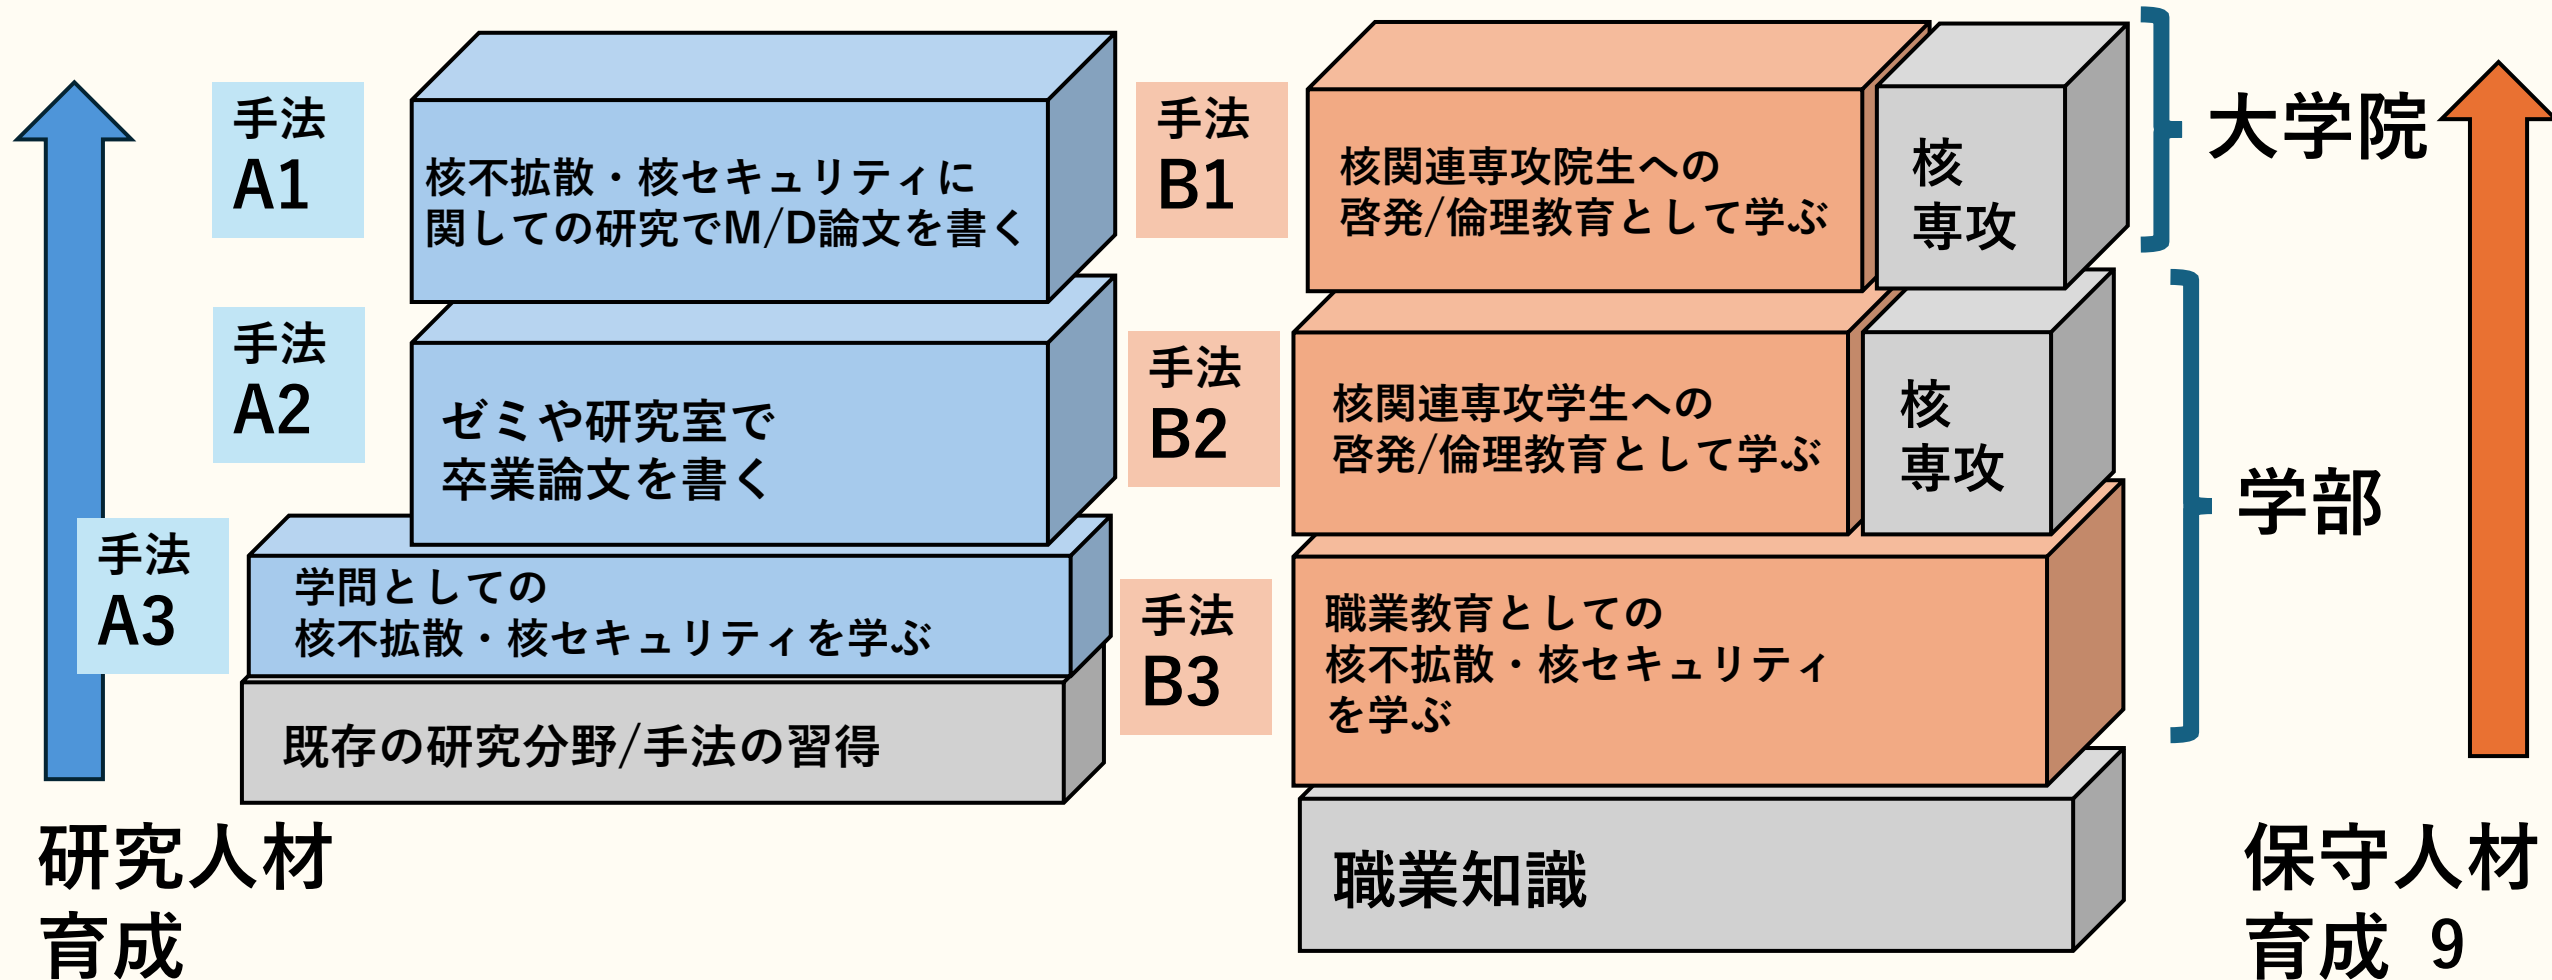 手法
A1
核不拡散・核セキュリティに
関しての研究でM/D論文を書く
手法
A2
ゼミや研究室で
卒業論文を書く
手法
A3
学問としての
核不拡散・核セキュリティを学ぶ
既存の研究分野/手法の習得
研究人材
育成
手法
B1
核関連専攻院生への
啓発/倫理教育として学ぶ
核
専攻
大学院
手法
B2
核関連専攻学生への
啓発/倫理教育として学ぶ
核
専攻
学部
手法
B3
職業教育としての
核不拡散・核セキュリティ
を学ぶ
職業知識
保守人材
育成 9